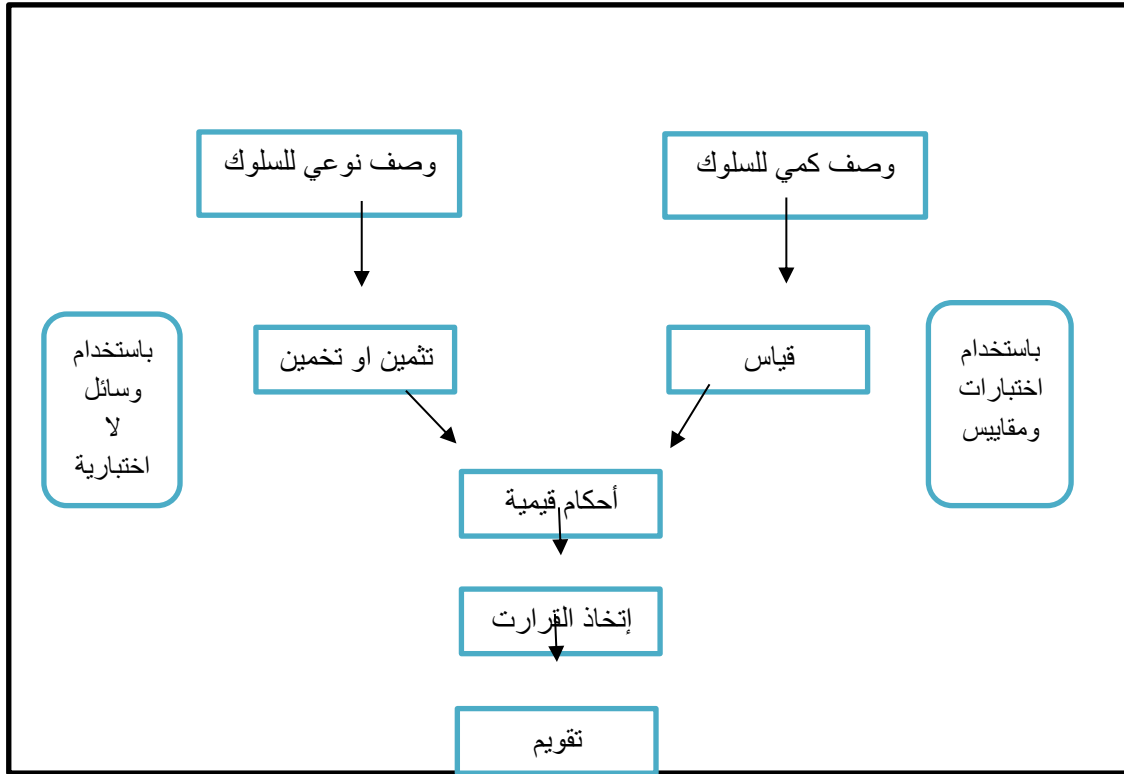 وصف كمي للسلوك
وصف نوعي للسلوك
باستخدام
اختبارات
ومقاييس
قياس
تثمين او تخمين
باستخدام
وسائل
لا
اختبارية
أحكام قيمية
إتخاذ القرارت
تقويم